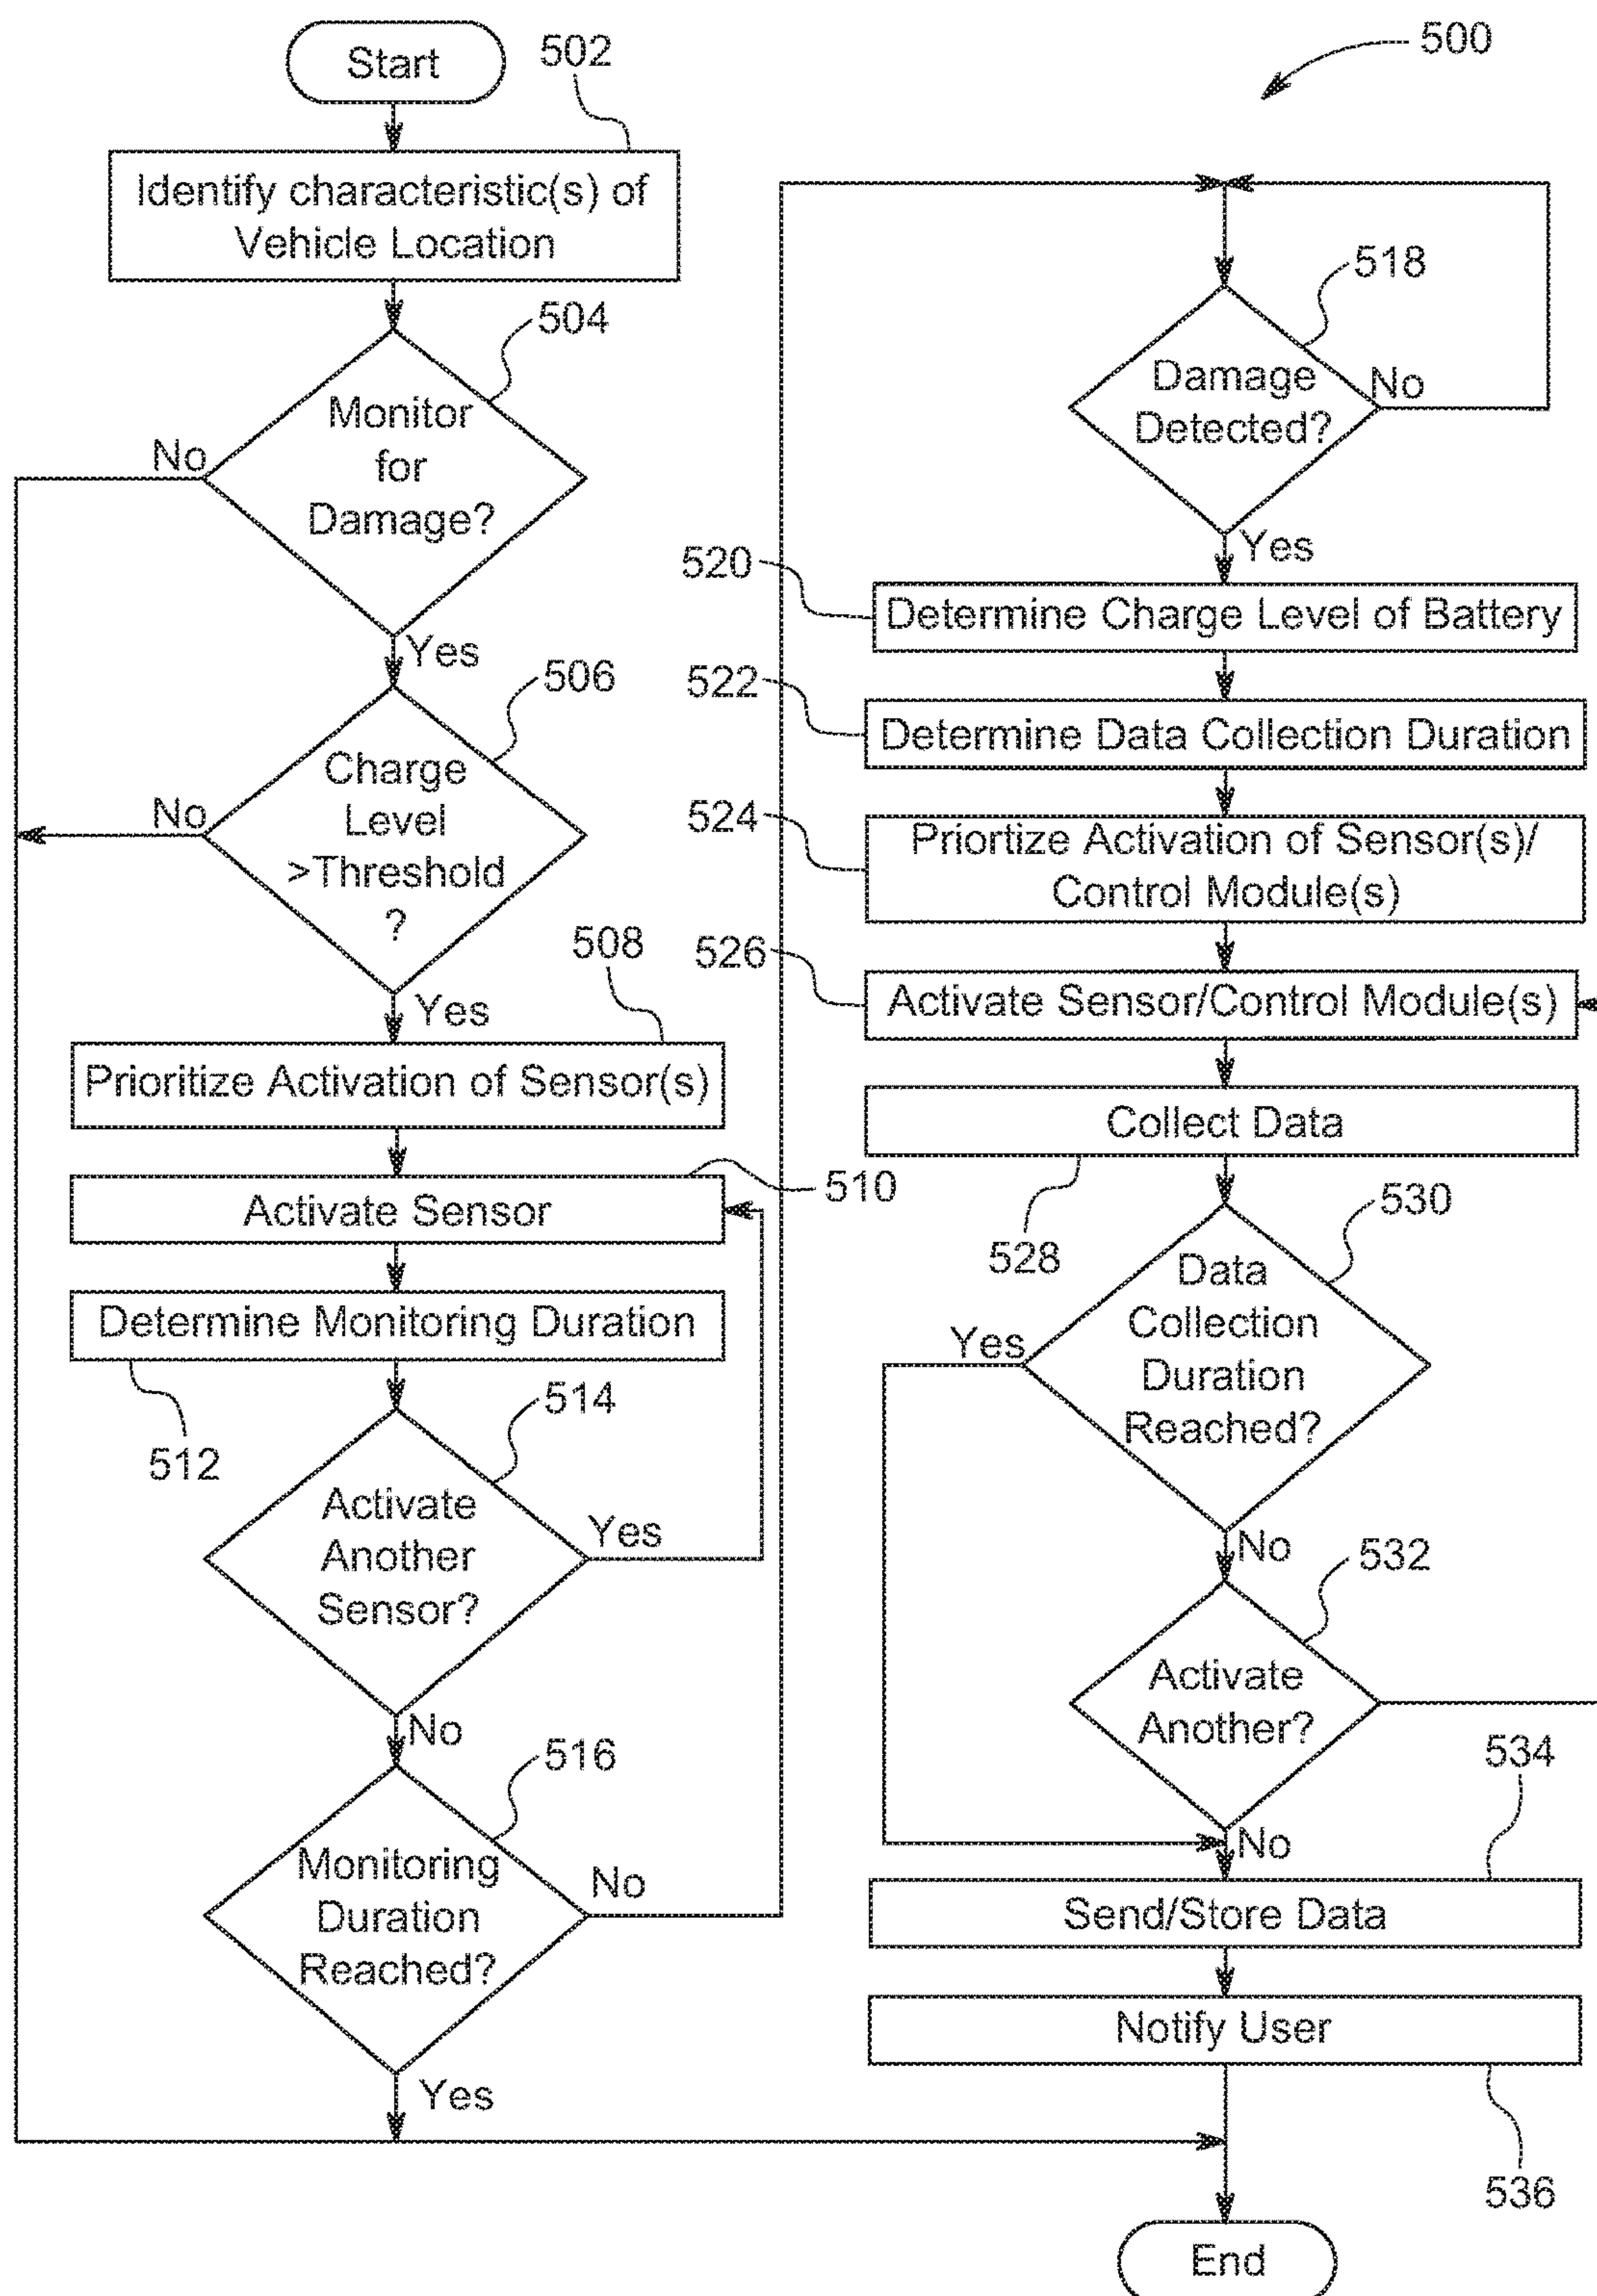 Start
502
500
Identify characteristic(s) of
Vehicle Location
504
Monitor
for
Damage?
No
Yes
506
Charge
Level
>Threshold
?
No
Yes
508
Prioritize Activation of Sensor(s)
510
Activate Sensor
Determine Monitoring Duration
512
514
Activate
Another
Sensor?
Yes
No
516
Monitoring
Duration
Reached?
No
Yes
518
Damage
Detected?
No
Yes
520
Determine Charge Level of Battery
522
Determine Data Collection Duration
524
Priortize Activation of Sensor(s)/
Control Module(s)
526
Activate Sensor/Control Module(s)
Collect Data
528
530
Data
Collection
Duration
Reached?
Yes
No
532
Activate
Another?
No
534
Send/Store Data
Notify User
536
End